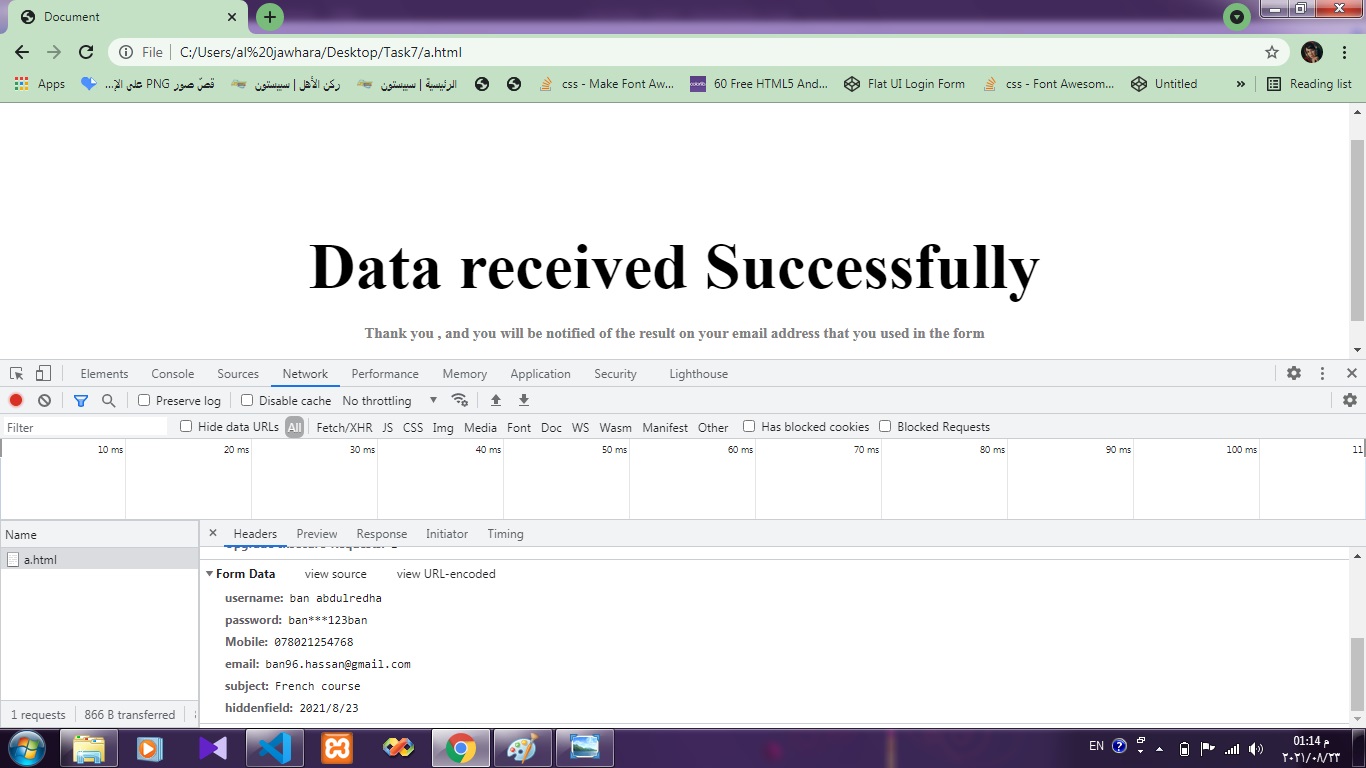 Document
File C:/Users/al%20jawhara/Desktop/Task7/a.html
Apps قصّ صور PNG على الإ... ركن الأهل | سبيستون الرئيسية | سبيستون css - Make Font Aw... 60 Free HTML5 And... Flat UI Login Form css - Font Awesom... Untitled » Reading list
Data received Successfully
Thank you , and you will be notified of the result on your email address that you used in the form
Elements Console Sources Network Performance Memory Application Security Lighthouse
Preserve log Disable cache No throttling
Filter Hide data URLs All Fetch/XHR JS CSS Img Media Font Doc WS Wasm Manifest Other Has blocked cookies Blocked Requests
10 ms 20 ms 30 ms 40 ms 50 ms 60 ms 70 ms 80 ms 90 ms 100 ms 11
Name
a.html
1 requests 866 B transferred
Headers Preview Response Initiator Timing
Form Data view source view URL-encoded
username: ban abdulredha
password: ban***123ban
Mobile: 078021254768
email: ban96.hassan@gmail.com
subject: French course
hiddenfield: 2021/8/23
EN
01:14 م
٢٠٢١/٠٨/٢٣